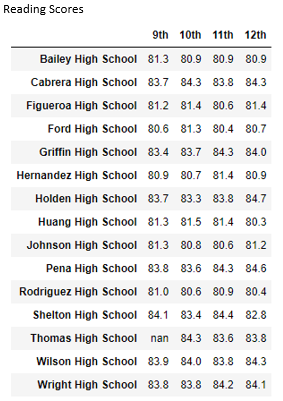 Reading Scores
9th 10th 11th 12th
Bailey High School 81.3 80.9 80.9 80.9
Cabrera High School 83.7 84.3 83.8 84.3
Figueroa High School 81.2 81.4 80.6 81.4
Ford High School 80.6 81.3 80.4 80.7
Griffin High School 83.4 83.7 84.3 84.0
Hernandez High School 80.9 80.7 81.4 80.9
Holden High School 83.7 83.3 83.8 84.7
Huang High School 81.3 81.5 81.4 80.3
Johnson High School 81.3 80.8 80.6 81.2
Pena High School 83.8 83.6 84.3 84.6
Rodriguez High School 81.0 80.6 80.9 80.4
Shelton High School 84.1 83.4 84.4 82.8
Thomas High School nan 84.3 83.6 83.8
Wilson High School 83.9 84.0 83.8 84.3
Wright High School 83.8 83.8 84.2 84.1